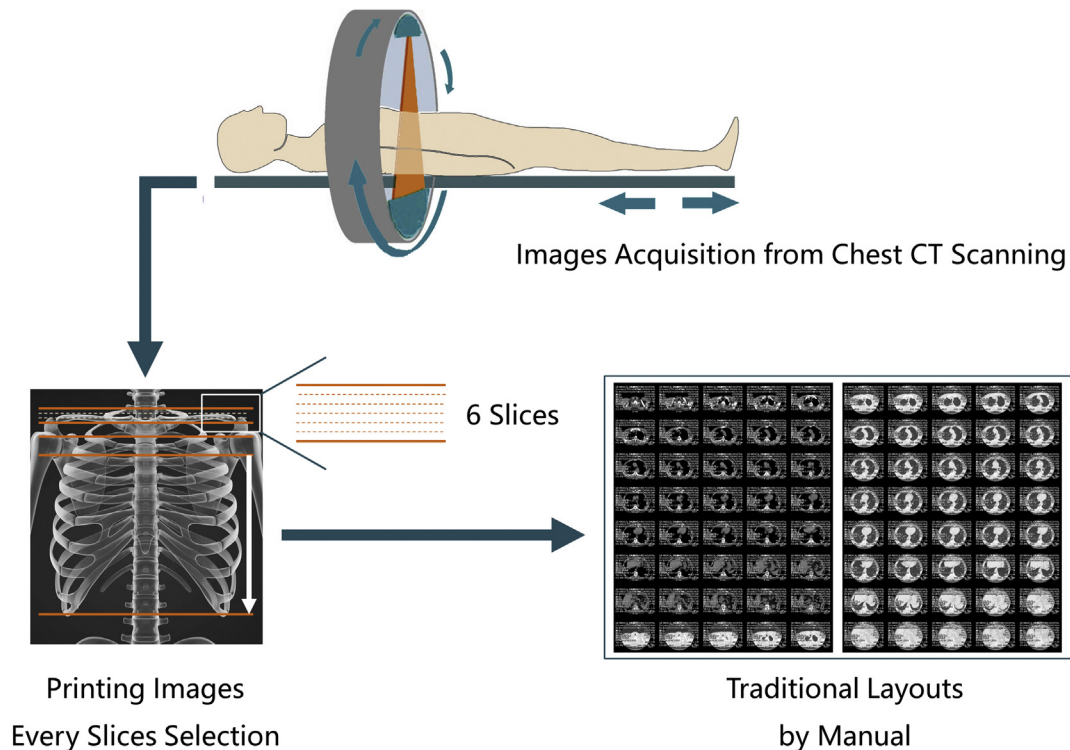 Images Acquisition from Chest CT Scanning
6 Slices
Printing Images
Every Slices Selection
Traditional Layouts
by Manual